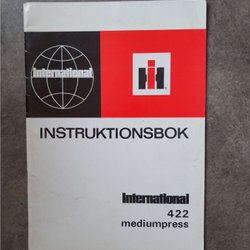 International
INSTRUKTIONSBOK
International
422
mediumpress